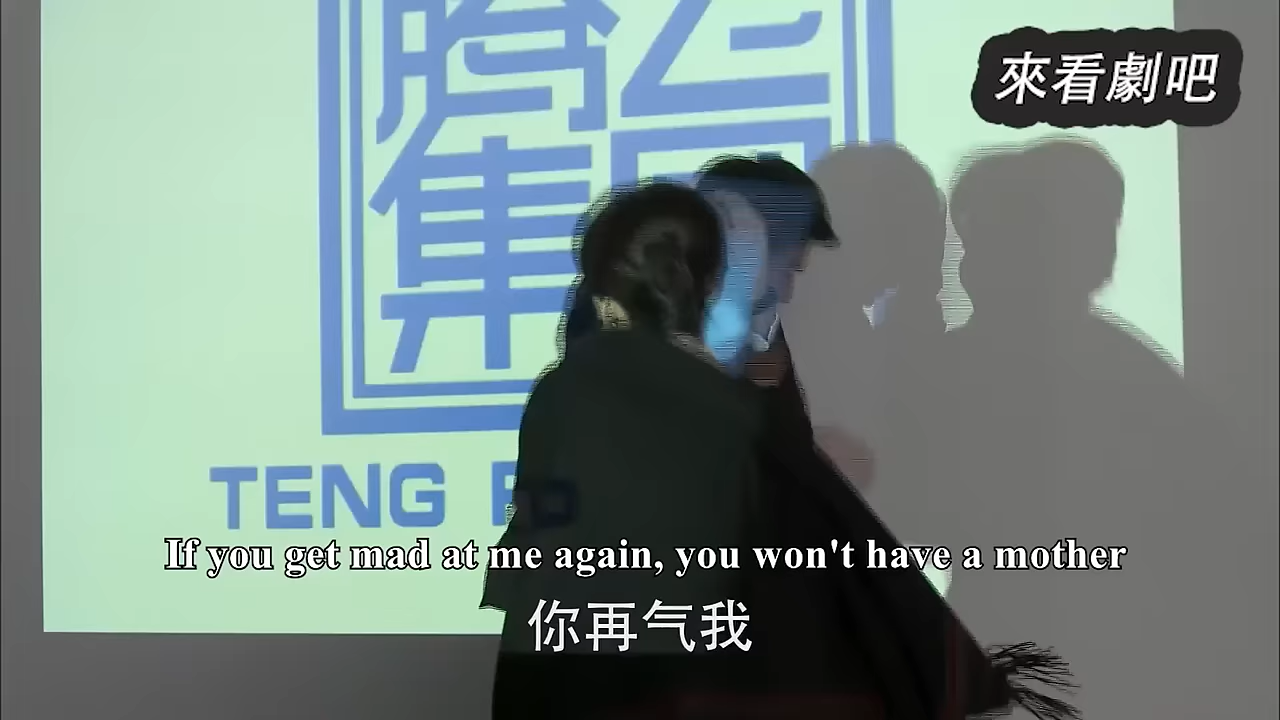 來看劇吧
TENG
If you get mad at me again, you won't have a mother
你再气我